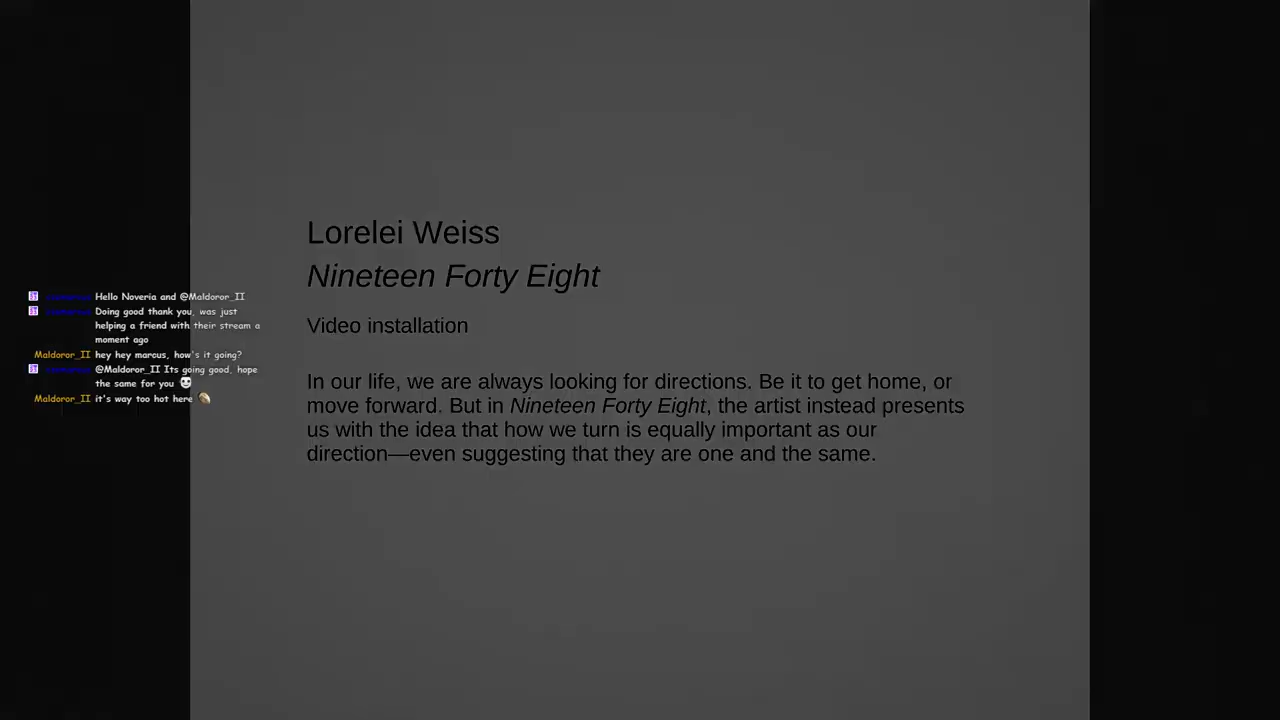 Lorelei Weiss
Nineteen Forty Eight
Video installation
In our life, we are always looking for directions. Be it to get home, or
move forward. But in Nineteen Forty Eight, the artist instead presents
us with the idea that how we turn is equally important as our
direction—even suggesting that they are one and the same.
Hello Noveria and @Maldoror_II
Doing good thank you, was just
helping a friend with their stream a
moment ago
Maldoror_II hey hey marcus, how's it going?
@Maldoror_II Its going good, hope
the same for you
Maldoror_II it's way too hot here